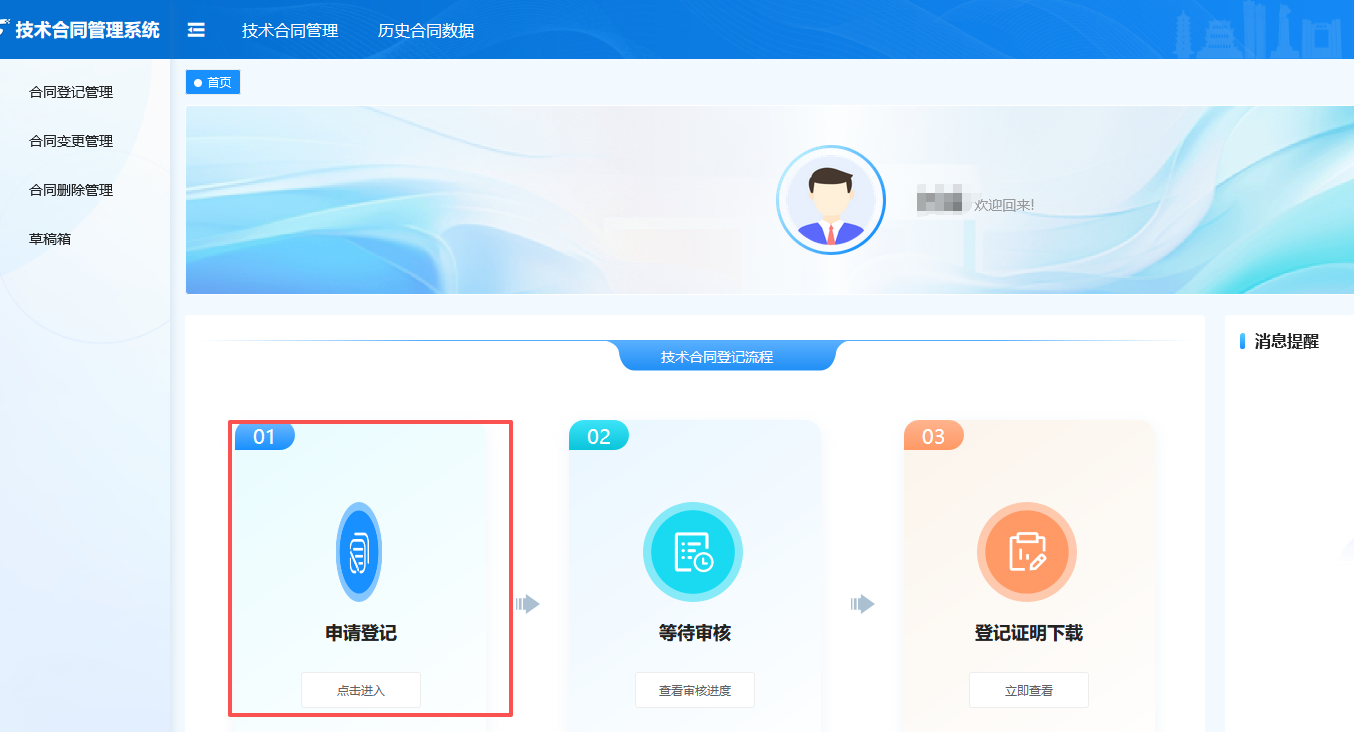 技术合同管理系统
技术合同管理
历史合同数据
合同登记管理
合同变更管理
合同删除管理
草稿箱
首页
欢迎回来!
技术合同登记流程
消息提醒
01
申请登记
点击进入
02
等待审核
查看审核进度
03
登记证明下载
立即查看